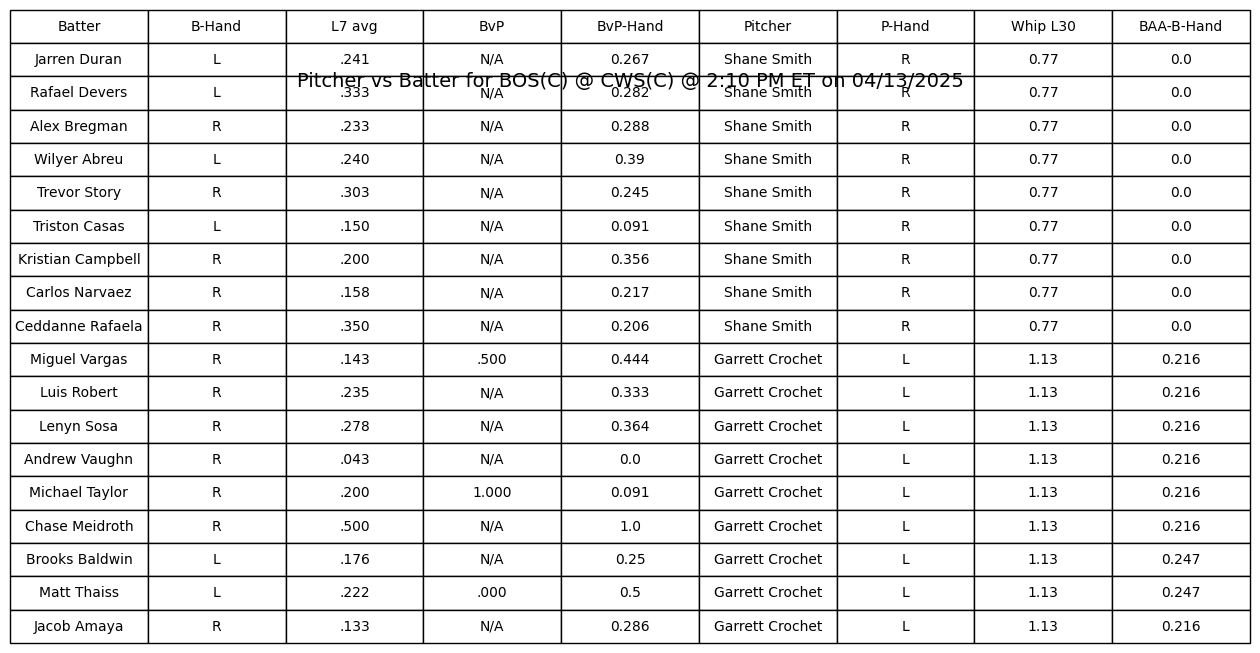 Batter B-Hand L7 avg BvP BvP-Hand Pitcher P-Hand Whip L30 BAA-B-Hand
Jarren Duran L .241 N/A 0.267 Shane Smith R 0.77 0.0
Pitcher vs Batter for BOS(C) @ CWS(C) @ 2:10 PM ET on 04/13/2025
Rafael Devers L .333 N/A 0.282 Shane Smith R 0.77 0.0
Alex Bregman R .233 N/A 0.288 Shane Smith R 0.77 0.0
Wilyer Abreu L .240 N/A 0.39 Shane Smith R 0.77 0.0
Trevor Story R .303 N/A 0.245 Shane Smith R 0.77 0.0
Triston Casas L .150 N/A 0.091 Shane Smith R 0.77 0.0
Kristian Campbell R .200 N/A 0.356 Shane Smith R 0.77 0.0
Carlos Narvaez R .158 N/A 0.217 Shane Smith R 0.77 0.0
Ceddanne Rafaela R .350 N/A 0.206 Shane Smith R 0.77 0.0
Miguel Vargas R .143 .500 0.444 Garrett Crochet L 1.13 0.216
Luis Robert R .235 N/A 0.333 Garrett Crochet L 1.13 0.216
Lenyn Sosa R .278 N/A 0.364 Garrett Crochet L 1.13 0.216
Andrew Vaughn R .043 N/A 0.0 Garrett Crochet L 1.13 0.216
Michael Taylor R .200 1.000 0.091 Garrett Crochet L 1.13 0.216
Chase Meidroth R .500 N/A 1.0 Garrett Crochet L 1.13 0.216
Brooks Baldwin L .176 N/A 0.25 Garrett Crochet L 1.13 0.247
Matt Thaiss L .222 .000 0.5 Garrett Crochet L 1.13 0.247
Jacob Amaya R .133 N/A 0.286 Garrett Crochet L 1.13 0.216